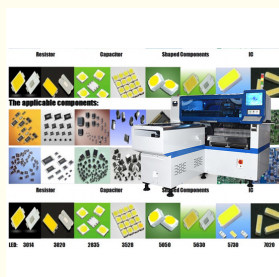 Resistor Capacitor Shaped Components IC
The applicable components:
Resistor Capacitor Shaped Components IC
LED: 3014 3020 2835 3528 5050 5630 5730 7020